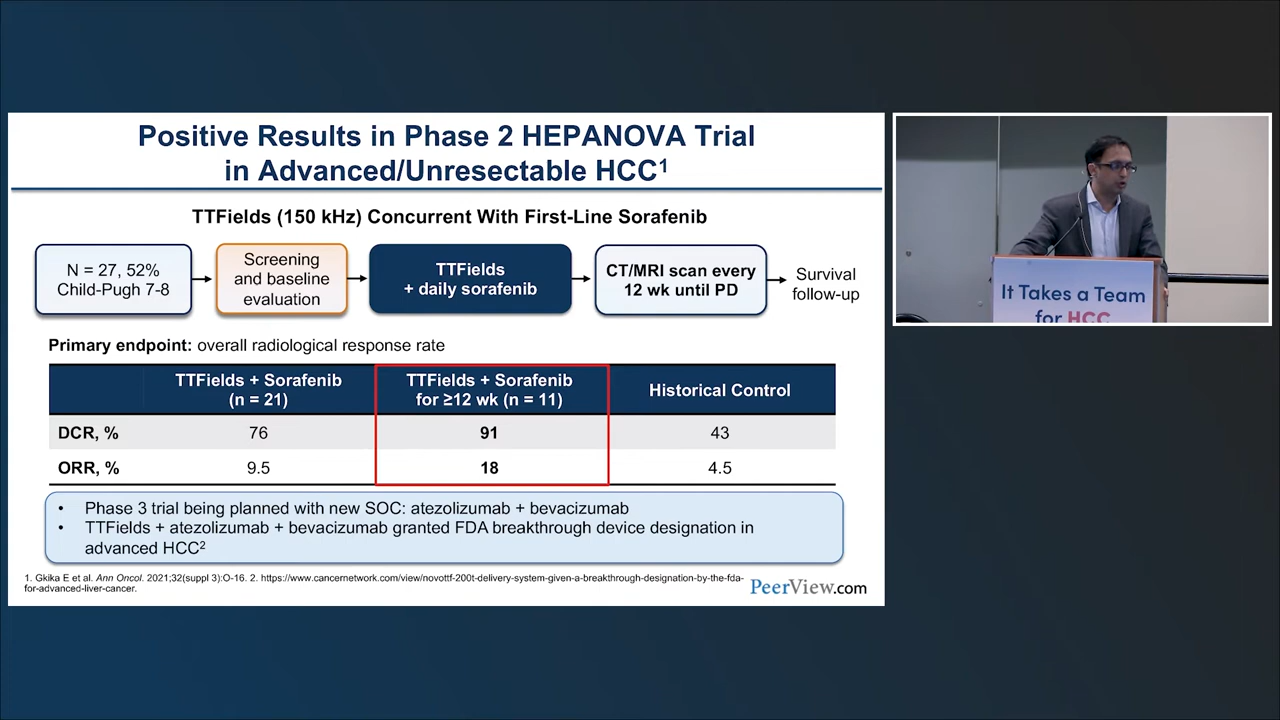 Positive Results in Phase 2 HEPANOVA Trial
in Advanced/Unresectable HCC¹
TTFields (150 kHz) Concurrent With First-Line Sorafenib
N = 27, 52%
Child-Pugh 7-8
Screening
and baseline
evaluation
TTFields
+ daily sorafenib
CT/MRI scan every
12 wk until PD
Survival
follow-up
Primary endpoint: overall radiological response rate
TTFields + Sorafenib
(n = 21)
TTFields + Sorafenib
for ≥12 wk (n = 11)
Historical Control
DCR, % 76 91 43
ORR, % 9.5 18 4.5
• Phase 3 trial being planned with new SOC: atezolizumab + bevacizumab
• TTFields + atezolizumab + bevacizumab granted FDA breakthrough device designation in
advanced HCC²
1. Gkika E et al. Ann Oncol. 2021;32(suppl 3):O-16. 2. https://www.cancernetwork.com/view/novottf-200t-delivery-system-given-a-breakthrough-designation-by-the-fda-
for-advanced-liver-cancer.
PeerView.com
It Takes a Team
for HCC